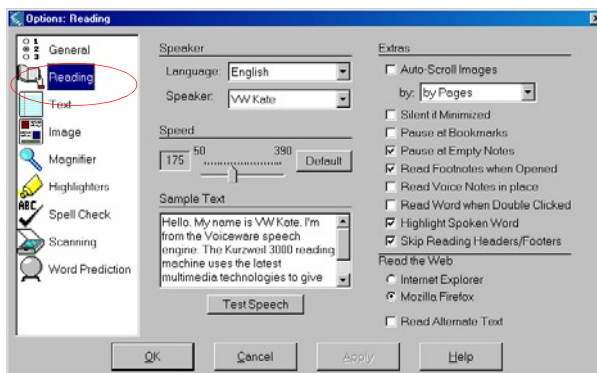 Options: Reading
General
Reading
Text
Image
Magnifier
Highlighters
ABC
Spell Check
Scanning
Word Prediction
Speaker
Language: English
Speaker: VW Kate
Speed
175 50 390 Default
Sample Text
Hello. My name is VW Kate. I'm
from the Voiceware speech
engine. The Kurzweil 3000 reading
machine uses the latest
multimedia technologies to give
Test Speech
Extras
Auto-Scroll Images
by: by Pages
Silent if Minimized
Pause at Bookmarks
Pause at Empty Notes
Read Footnotes when Opened
Read Voice Notes in place
Read Word when Double Clicked
Highlight Spoken Word
Skip Reading Headers/Footers
Read the Web
Internet Explorer
Mozilla Firefox
Read Alternate Text
OK Cancel Apply Help